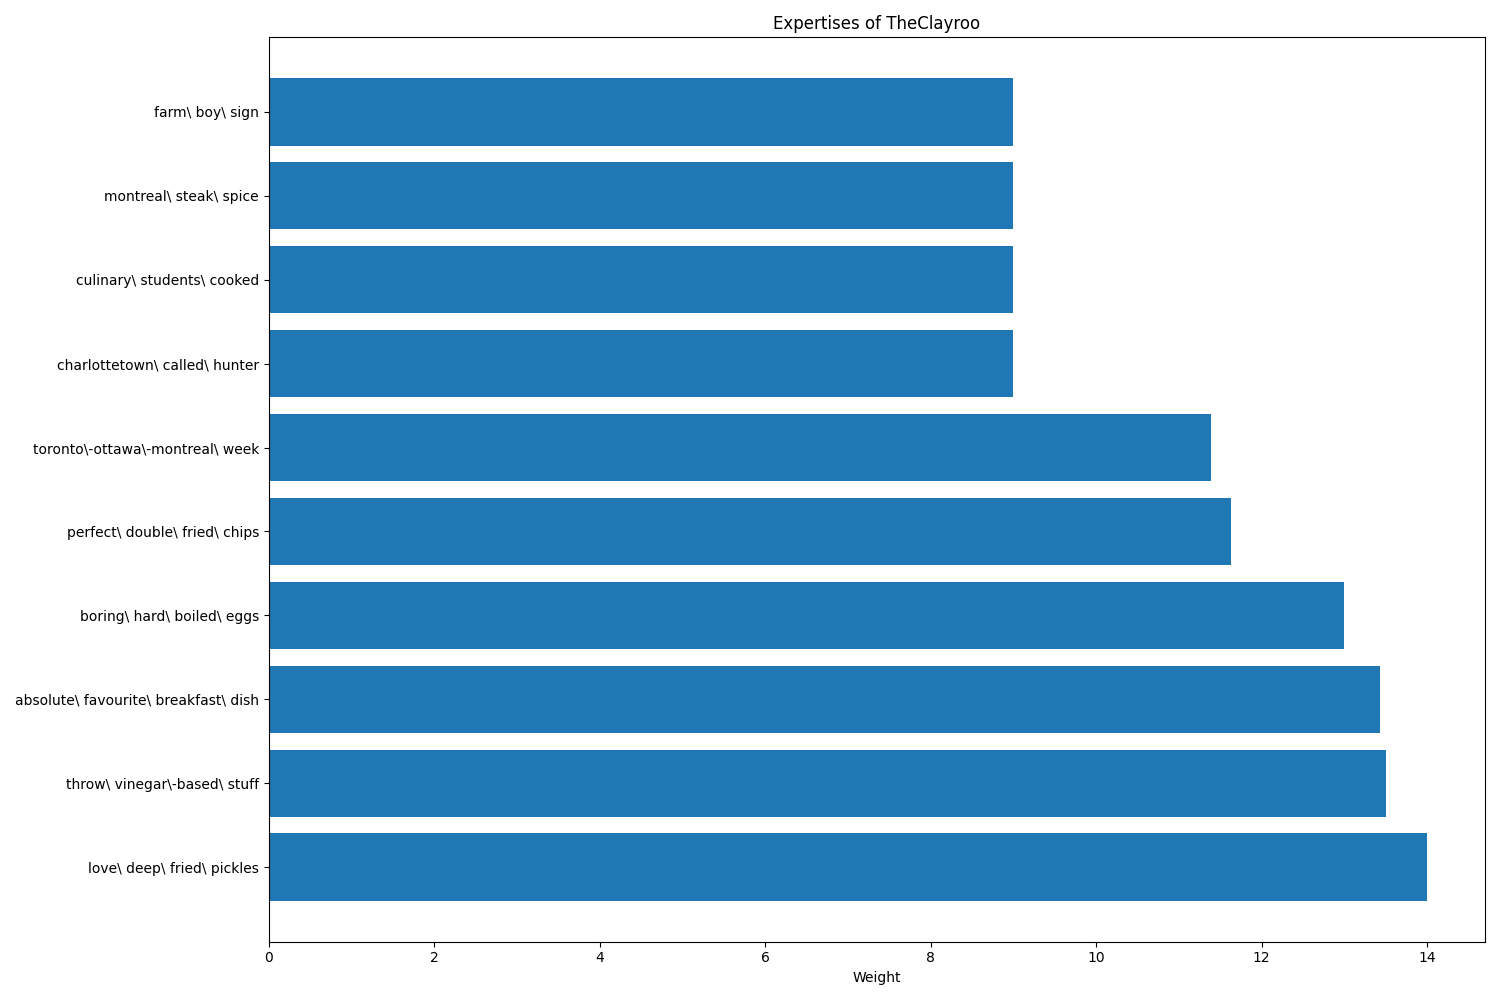 Expertises of TheClayroo
farm\ boy\ sign
montreal\ steak\ spice
culinary\ students\ cooked
charlottetown\ called\ hunter
toronto\-ottawa\-montreal\ week
perfect\ double\ fried\ chips
boring\ hard\ boiled\ eggs
absolute\ favourite\ breakfast\ dish
throw\ vinegar\-based\ stuff
love\ deep\ fried\ pickles
0 2 4 6 8 10 12 14
Weight